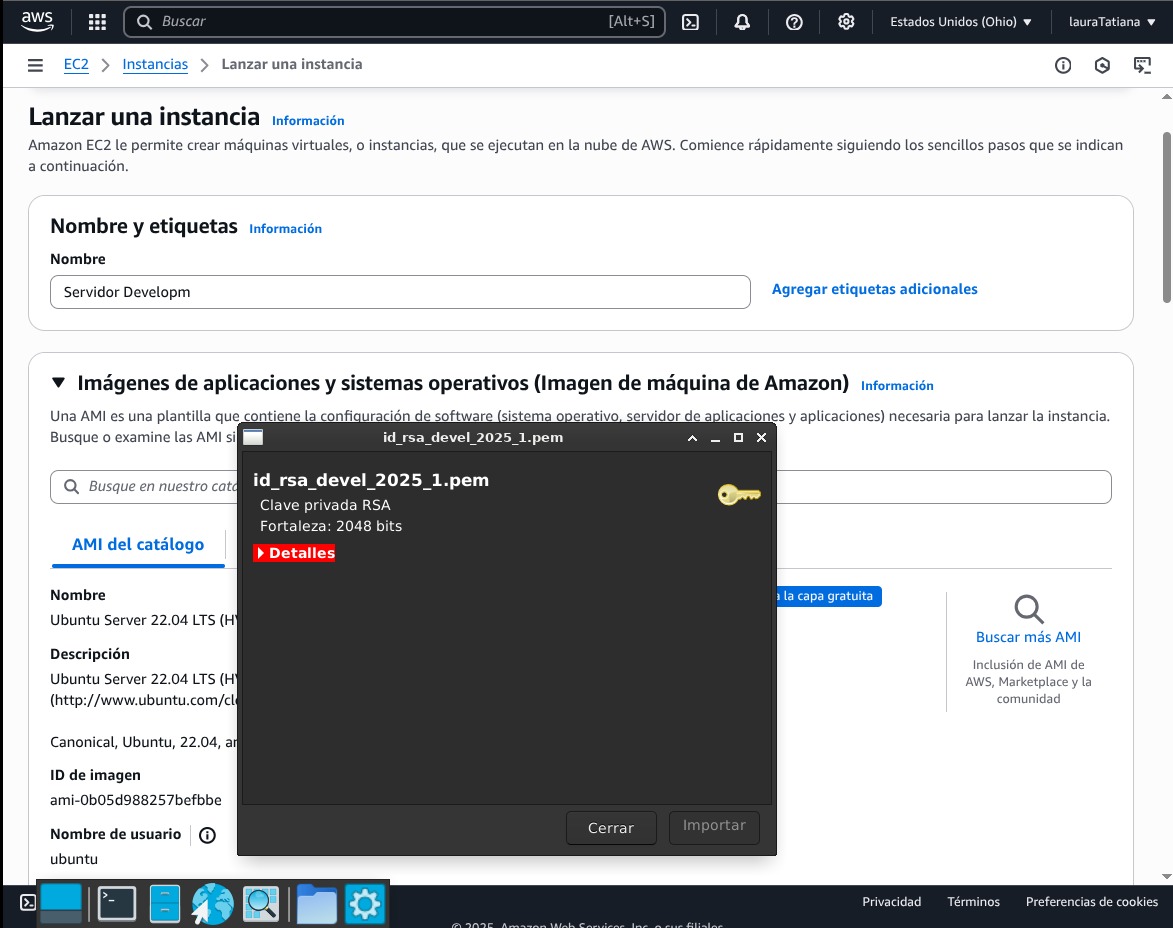 aws
Buscar
[Alt+S]
Estados Unidos (Ohio)
lauraTatiana
EC2
Instancias
Lanzar una instancia
Lanzar una instancia
Información
Amazon EC2 le permite crear máquinas virtuales, o instancias, que se ejecutan en la nube de AWS. Comience rápidamente siguiendo los sencillos pasos que se indican
a continuación.
Nombre y etiquetas
Información
Nombre
Servidor Developm
Agregar etiquetas adicionales
Imágenes de aplicaciones y sistemas operativos (Imagen de máquina de Amazon)
Información
Una AMI es una plantilla que contiene la configuración de software (sistema operativo, servidor de aplicaciones y aplicaciones) necesaria para lanzar la instancia.
Busque o examine las AMI si
Busque en nuestro
AMI del catálogo
Nombre
Ubuntu Server 22.04 LTS
Descripción
Ubuntu Server 22.04 LTS
(http://www.ubuntu.com/
Canonical, Ubuntu, 22.04,
ID de imagen
ami-0b05d988257befbbe
Nombre de usuario
ubuntu
id_rsa_devel_2025_1.pem
id_rsa_devel_2025_1.pem
Clave privada RSA
Fortaleza: 2048 bits
Detalles
Cerrar
Importar
a la capa gratuita
Buscar más AMI
Inclusión de AMI de
AWS, Marketplace y la
comunidad
Privacidad
Términos
Preferencias de cookies
© 2025, Amazon Web Services, Inc. o sus filiales.